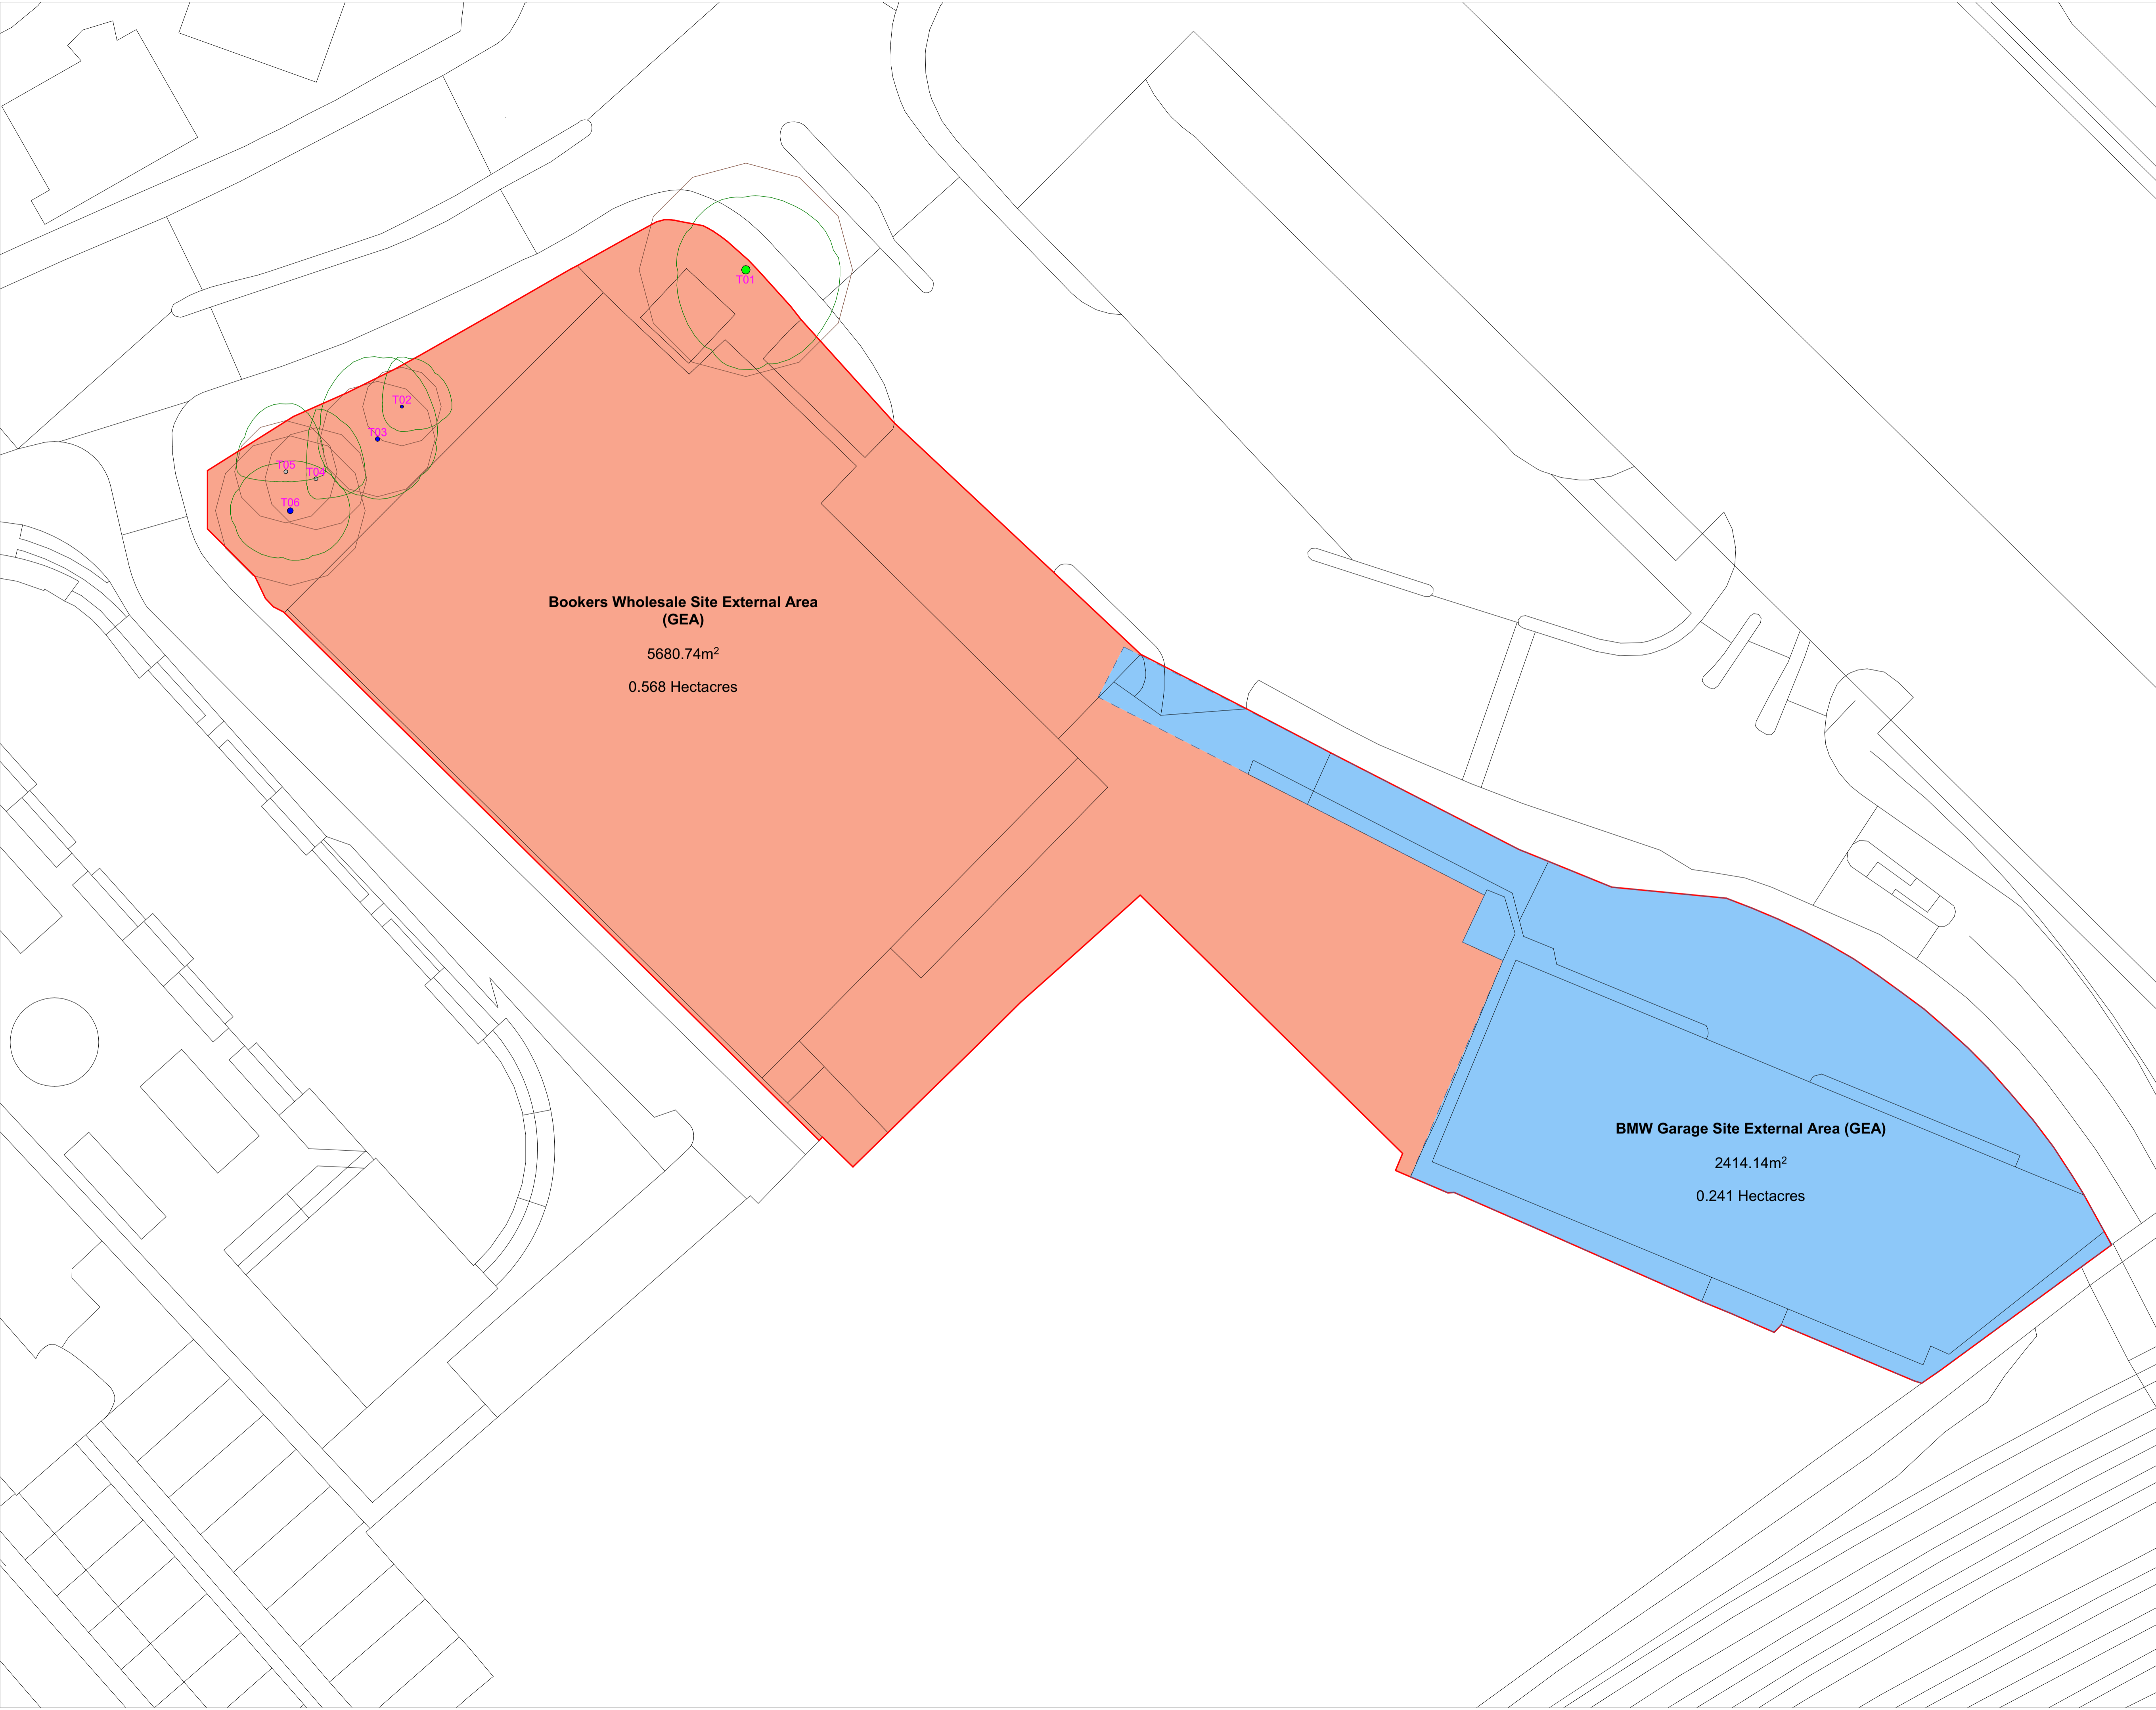 T01
T02
T03
T05
T04
T06
Bookers Wholesale Site External Area
(GEA)
5680.74m²
0.568 Hectacres
BMW Garage Site External Area (GEA)
2414.14m²
0.241 Hectacres